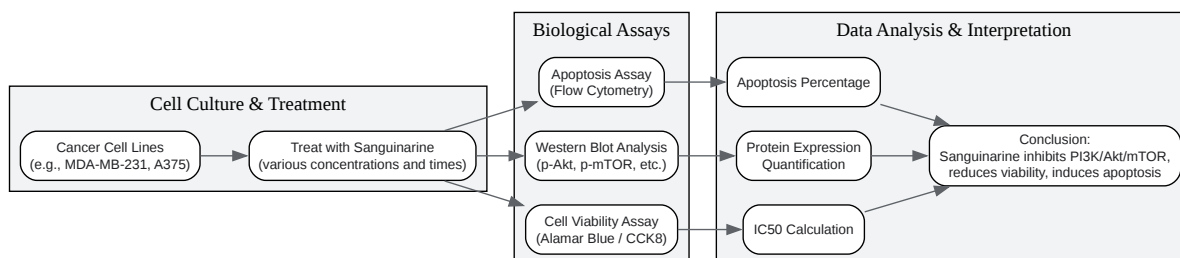 Cell Culture & Treatment
Cancer Cell Lines
(e.g., MDA-MB-231, A375)
Treat with Sanguinarine
(various concentrations and times)
Biological Assays
Apoptosis Assay
(Flow Cytometry)
Western Blot Analysis
(p-Akt, p-mTOR, etc.)
Cell Viability Assay
(Alamar Blue / CCK8)
Data Analysis & Interpretation
Apoptosis Percentage
Protein Expression
Quantification
IC50 Calculation
Conclusion:
Sanguinarine inhibits PI3K/Akt/mTOR,
reduces viability, induces apoptosis